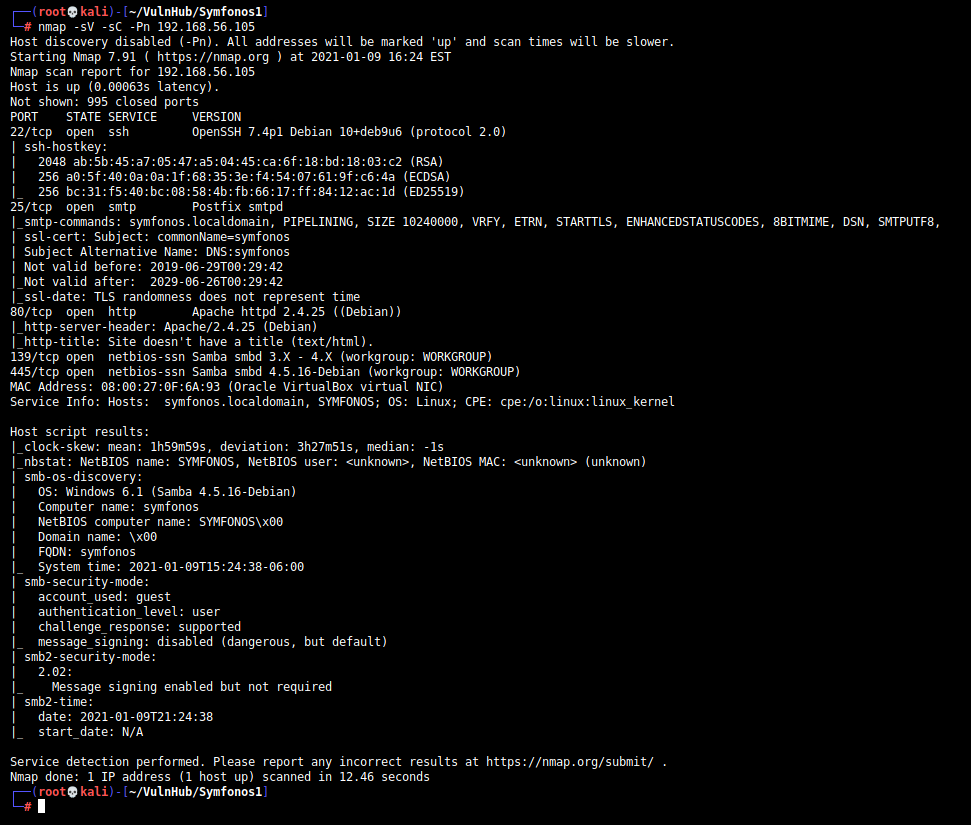 ┌──(root💀kali)-[~/VulnHub/Symfonos1]
└─# nmap -sV -sC -Pn 192.168.56.105
Host discovery disabled (-Pn). All addresses will be marked 'up' and scan times will be slower.
Starting Nmap 7.91 ( https://nmap.org ) at 2021-01-09 16:24 EST
Nmap scan report for 192.168.56.105
Host is up (0.00063s latency).
Not shown: 995 closed ports
PORT    STATE SERVICE     VERSION
22/tcp  open  ssh         OpenSSH 7.4p1 Debian 10+deb9u6 (protocol 2.0)
| ssh-hostkey:
|   2048 ab:5b:45:a7:05:47:a5:04:45:ca:6f:18:bd:18:03:c2 (RSA)
|   256 a0:5f:40:0a:0a:1f:68:35:3e:f4:54:07:61:9f:c6:4a (ECDSA)
|_  256 bc:31:f5:40:bc:08:58:4b:fb:66:17:ff:84:12:ac:1d (ED25519)
25/tcp  open  smtp        Postfix smtpd
|_smtp-commands: symfonos.localdomain, PIPELINING, SIZE 10240000, VRFY, ETRN, STARTTLS, ENHANCEDSTATUSCODES, 8BITMIME, DSN, SMTPUTF8,
| ssl-cert: Subject: commonName=symfonos
| Subject Alternative Name: DNS:symfonos
| Not valid before: 2019-06-29T00:29:42
|_Not valid after:  2029-06-26T00:29:42
|_ssl-date: TLS randomness does not represent time
80/tcp  open  http        Apache httpd 2.4.25 ((Debian))
|_http-server-header: Apache/2.4.25 (Debian)
|_http-title: Site doesn't have a title (text/html).
139/tcp open  netbios-ssn Samba smbd 3.X - 4.X (workgroup: WORKGROUP)
445/tcp open  netbios-ssn Samba smbd 4.5.16-Debian (workgroup: WORKGROUP)
MAC Address: 08:00:27:0F:6A:93 (Oracle VirtualBox virtual NIC)
Service Info: Hosts:  symfonos.localdomain, SYMFONOS; OS: Linux; CPE: cpe:/o:linux:linux_kernel

Host script results:
|_clock-skew: mean: 1h59m59s, deviation: 3h27m51s, median: -1s
|_nbstat: NetBIOS name: SYMFONOS, NetBIOS user: <unknown>, NetBIOS MAC: <unknown> (unknown)
| smb-os-discovery:
|   OS: Windows 6.1 (Samba 4.5.16-Debian)
|   Computer name: symfonos
|   NetBIOS computer name: SYMFONOS\x00
|   Domain name: \x00
|   FQDN: symfonos
|_  System time: 2021-01-09T15:24:38-06:00
| smb-security-mode:
|   account_used: guest
|   authentication_level: user
|   challenge_response: supported
|_  message_signing: disabled (dangerous, but default)
| smb2-security-mode:
|   2.02:
|_    Message signing enabled but not required
| smb2-time:
|   date: 2021-01-09T21:24:38
|_  start_date: N/A

Service detection performed. Please report any incorrect results at https://nmap.org/submit/ .
Nmap done: 1 IP address (1 host up) scanned in 12.46 seconds
┌──(root💀kali)-[~/VulnHub/Symfonos1]
└─#